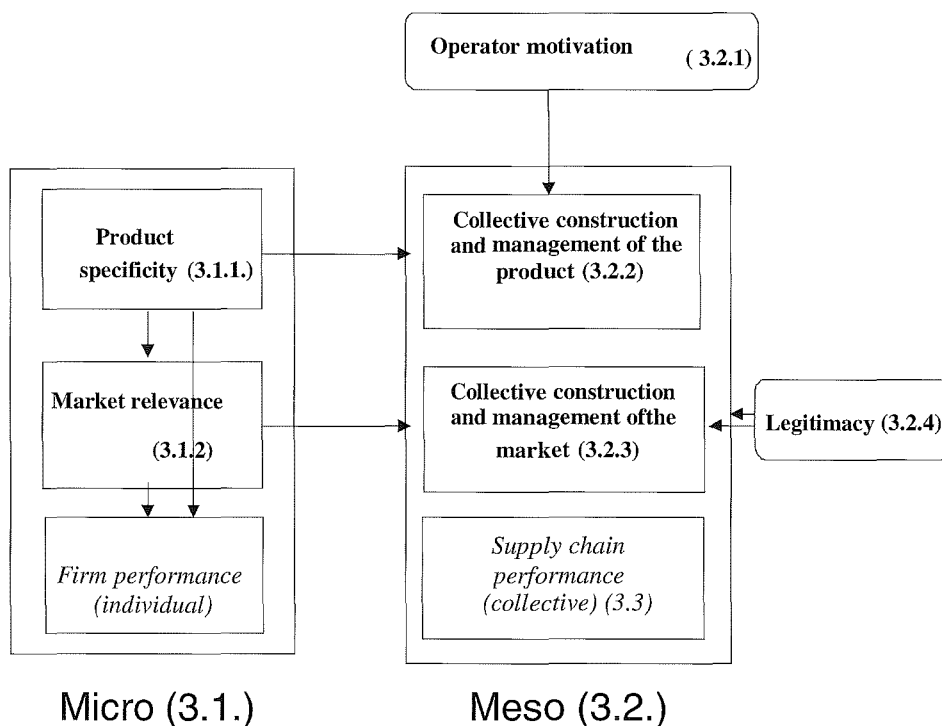 Operator motivation ( 3.2.1)
Product
specificity (3.1.1.)
Collective construction
and management of the
product (3.2.2)
Market relevance
(3.1.2)
Collective construction
and management ofthe
market (3.2.3)
Legitimacy (3.2.4)
Firm performance
(individual)
Supply chain
performance
(collective) (3.3)
Micro (3.1.)
Meso (3.2.)